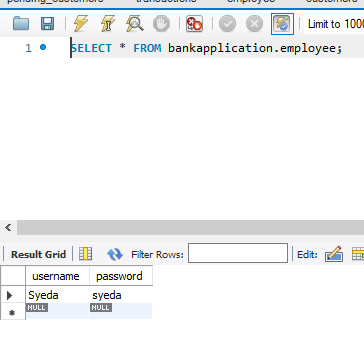 pending_customers transactions employee customers
Limit to 100
1 SELECT * FROM bankapplication.employee;
Result Grid Filter Rows: Edit:
username password
Syeda syeda
NULL NULL